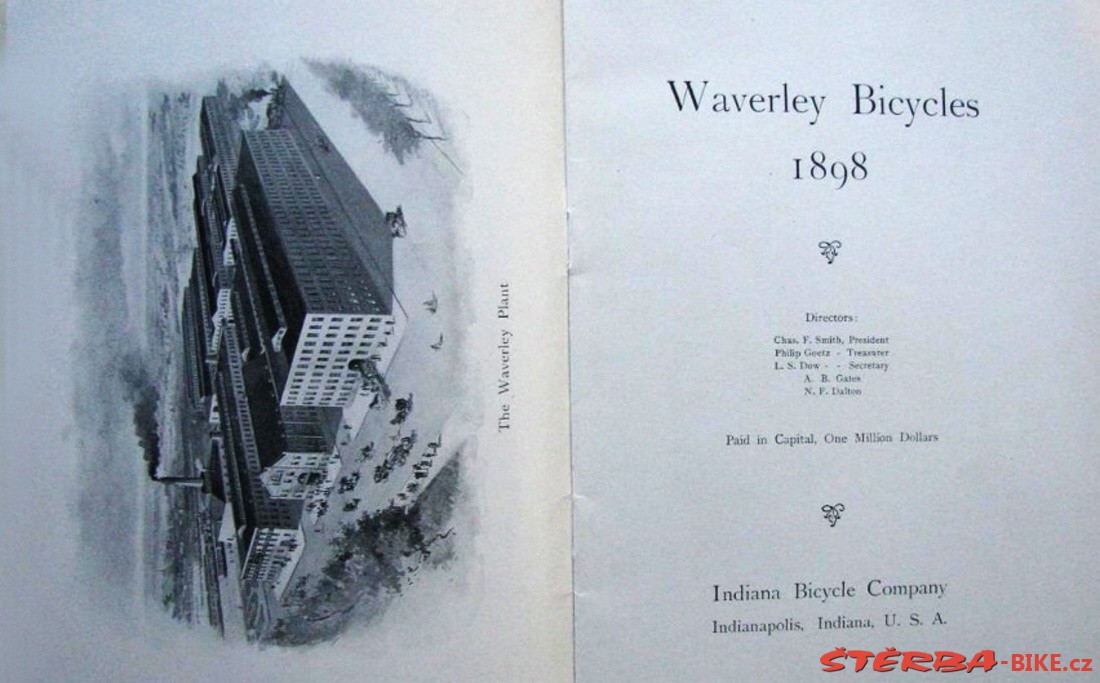 The Waverley Plant
Waverley Bicycles
1898
Directors:
Chas. F. Smith, President
Philip Goetz - Treasurer
L. S. Dow - - Secretary
A. B. Gates
N. F. Dalton
Paid in Capital, One Million Dollars
Indiana Bicycle Company
Indianapolis, Indiana, U. S. A.
ŠTĚRBA-BIKE.cz